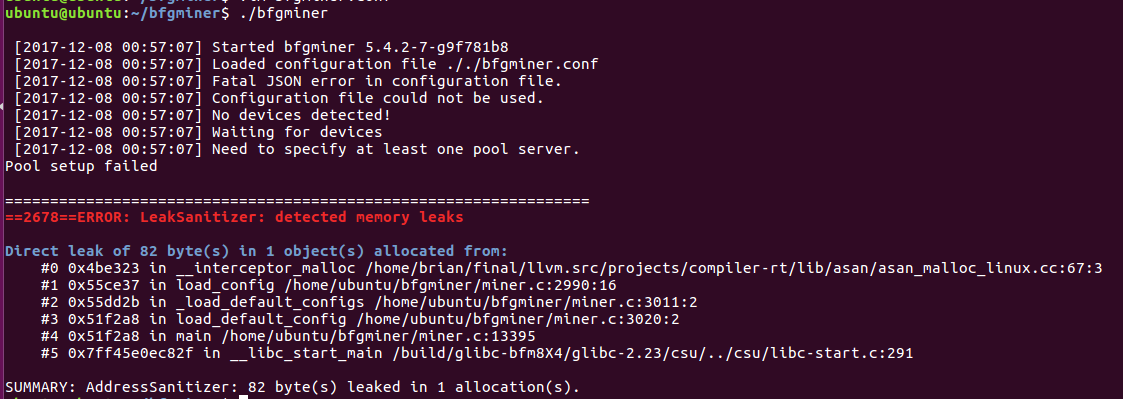 ubuntu@ubuntu:~/bfgminer$ ./bfgminer
[2017-12-08 00:57:07] Started bfgminer 5.4.2-7-g9f781b8
[2017-12-08 00:57:07] Loaded configuration file ././bfgminer.conf
[2017-12-08 00:57:07] Fatal JSON error in configuration file.
[2017-12-08 00:57:07] Configuration file could not be used.
[2017-12-08 00:57:07] No devices detected!
[2017-12-08 00:57:07] Waiting for devices
[2017-12-08 00:57:07] Need to specify at least one pool server.
Pool setup failed
=================================================================
==2678==ERROR: LeakSanitizer: detected memory leaks
Direct leak of 82 byte(s) in 1 object(s) allocated from:
#0 0x4be323 in __interceptor_malloc /home/brian/final/llvm.src/projects/compiler-rt/lib/asan/asan_malloc_linux.cc:67:3
#1 0x55ce37 in load_config /home/ubuntu/bfgminer/miner.c:2990:16
#2 0x55dd2b in _load_default_configs /home/ubuntu/bfgminer/miner.c:3011:2
#3 0x51f2a8 in load_default_config /home/ubuntu/bfgminer/miner.c:3020:2
#4 0x51f2a8 in main /home/ubuntu/bfgminer/miner.c:13395
#5 0x7ff45e0ec82f in __libc_start_main /build/glibc-bfm8X4/glibc-2.23/csu/../csu/libc-start.c:291
SUMMARY: AddressSanitizer: 82 byte(s) leaked in 1 allocation(s).